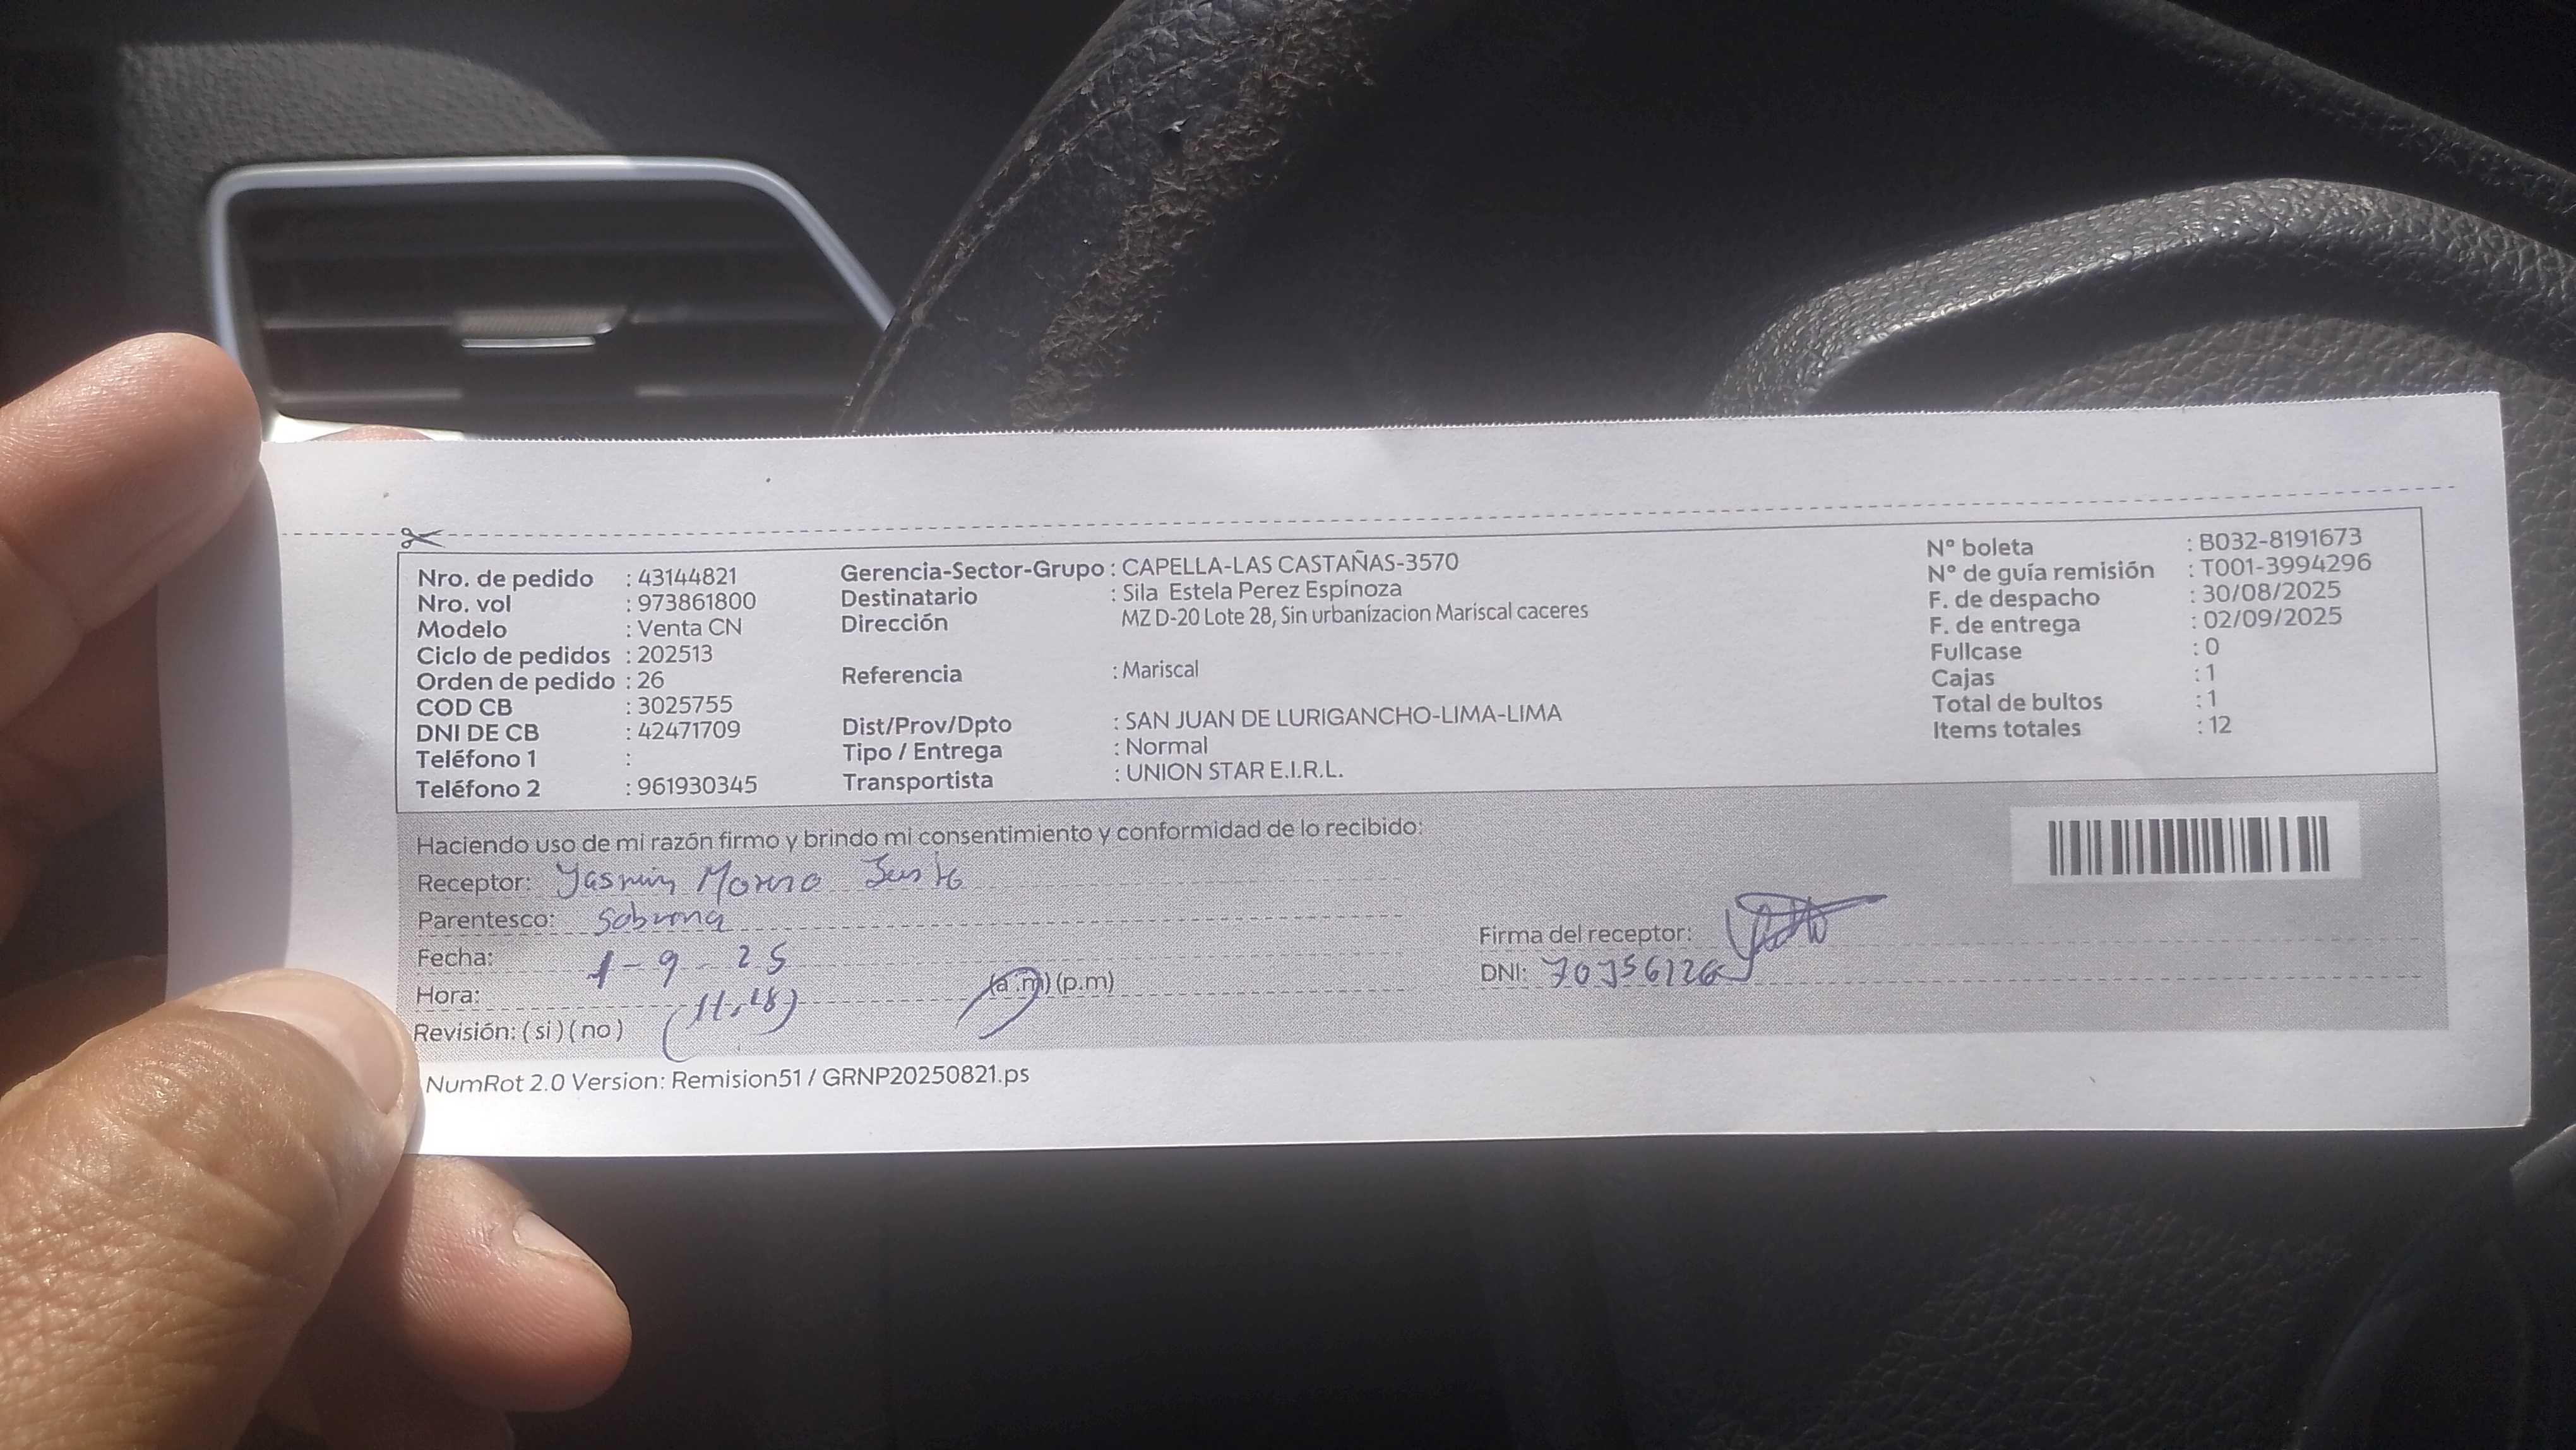 Nro. de pedido : 43144821
Nro. vol : 973861800
Modelo : Venta CN
Ciclo de pedidos : 202513
Orden de pedido : 26
COD CB : 3025755
DNI DE CB : 42471709
Teléfono 1 :
Teléfono 2 : 961930345
Gerencia-Sector-Grupo : CAPELLA-LAS CASTAÑAS-3570
Destinatario : Sila Estela Perez Espinoza
Dirección MZ D-20 Lote 28, Sin urbanizacion Mariscal caceres
Referencia : Mariscal
Dist/Prov/Dpto : SAN JUAN DE LURIGANCHO-LIMA-LIMA
Tipo / Entrega : Normal
Transportista : UNION STAR E.I.R.L.
N° boleta : B032-8191673
N° de guía remisión : T001-3994296
F. de despacho : 30/08/2025
F. de entrega : 02/09/2025
Fullcase : 0
Cajas : 1
Total de bultos : 1
Items totales : 12
Haciendo uso de mi razón firmo y brindo mi consentimiento y conformidad de lo recibido:
Receptor: Yasmin Moreno
Parentesco: Sobrina
Fecha: 1-9-25
Hora: (11:18) (a.m) (p.m)
Revisión: (si) (no)
Firma del receptor:
DNI:
NumRot 2.0 Version: Remision51 / GRNP20250821.ps